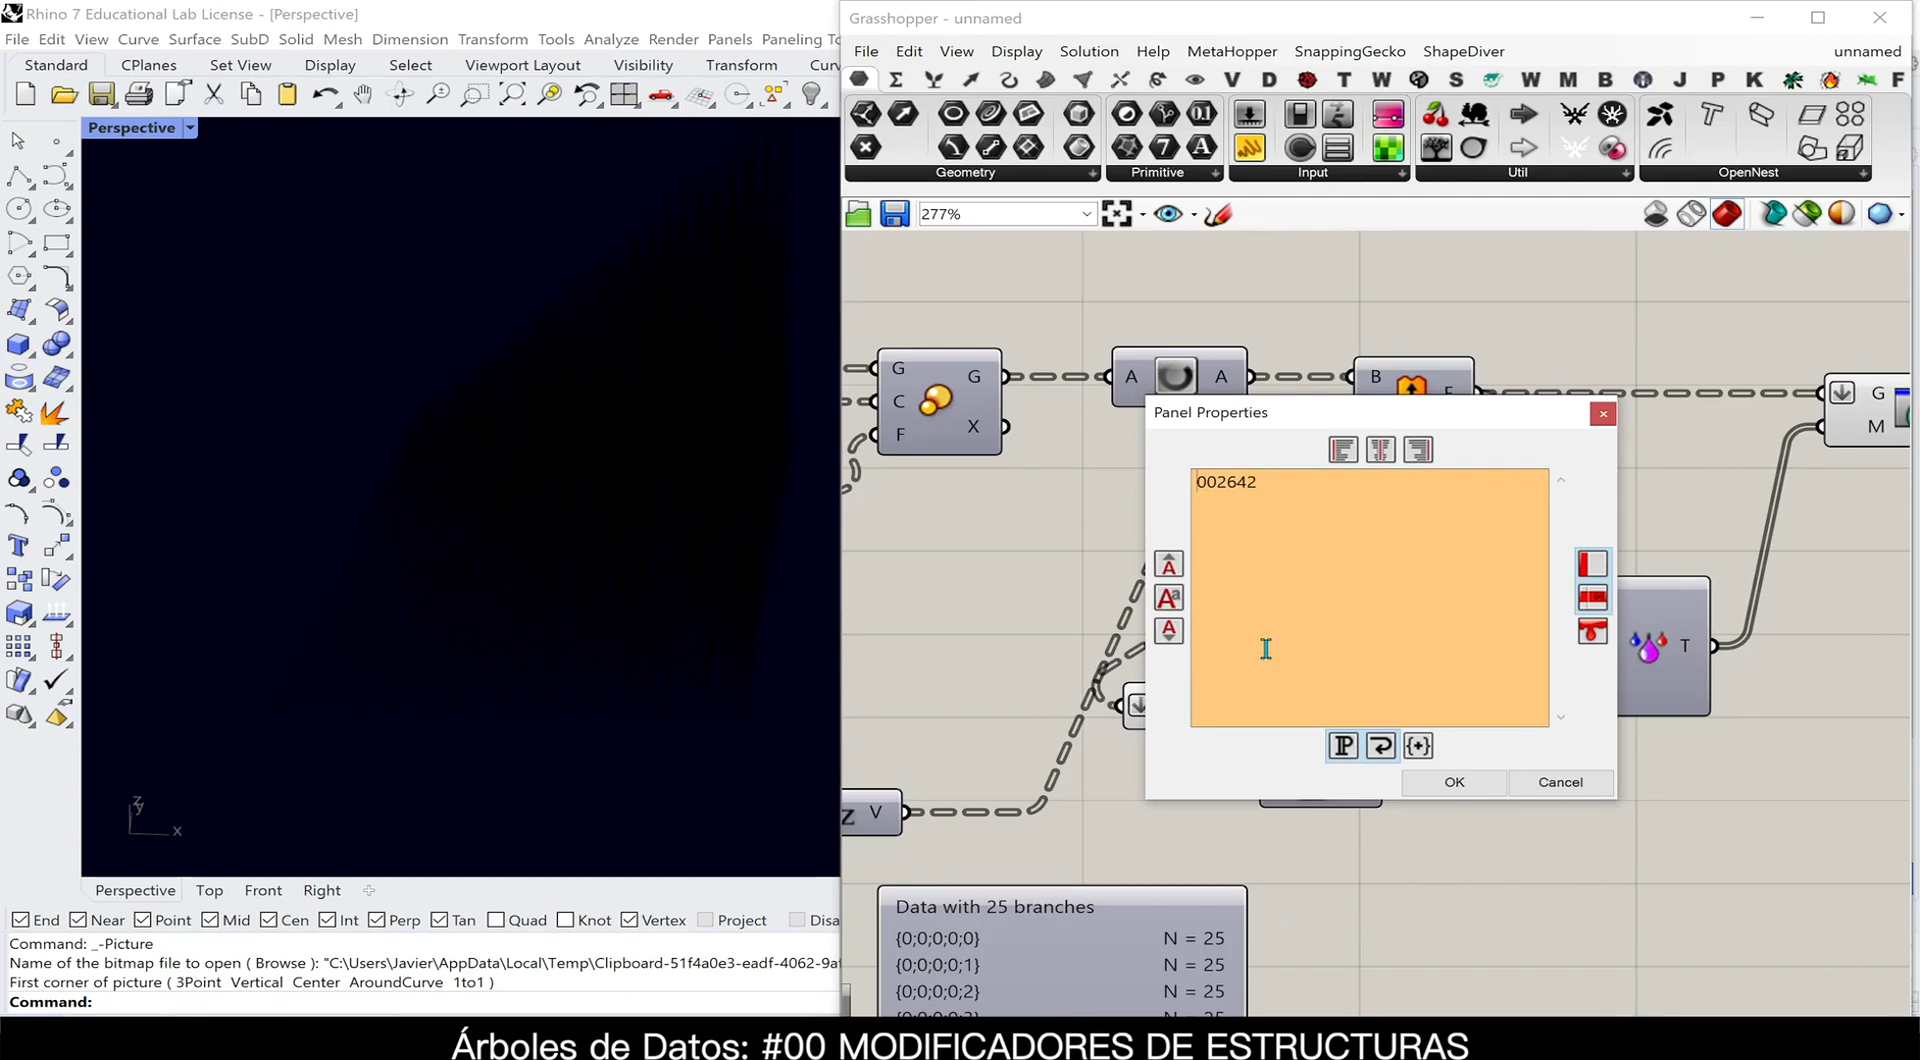 Rhino 7 Educational Lab License - [Perspective]
File Edit View Curve Surface SubD Solid Mesh Dimension Transform Tools Analyze Render Panels Paneling To
Standard CPlanes Set View Display Select Viewport Layout Visibility Transform Curv
Perspective
Z
y
x
Perspective Top Front Right
End Near Point Mid Cen Int Perp Tan Quad Knot Vertex Project Disa
Command: _-Picture
Name of the bitmap file to open ( Browse ): "C:\Users\Javier\AppData\Local\Temp\Clipboard-51f4a0e3-eadf-4062-9af
First corner of picture ( 3Point Vertical Center AroundCurve 1to1 )
Command:
Grasshopper - unnamed
File Edit View Display Solution Help MetaHopper SnappingGecko ShapeDiver unnamed
V D T W S W M B J P K F
Geometry Primitive Input Util OpenNest
277%
G
C
F
G
X
A A
B
G
M
Panel Properties
002642
OK Cancel
T
Z V
Data with 25 branches
{0;0;0;0;0} N = 25
{0;0;0;0;1} N = 25
{0;0;0;0;2} N = 25
Árboles de Datos: #00 MODIFICADORES DE ESTRUCTURAS